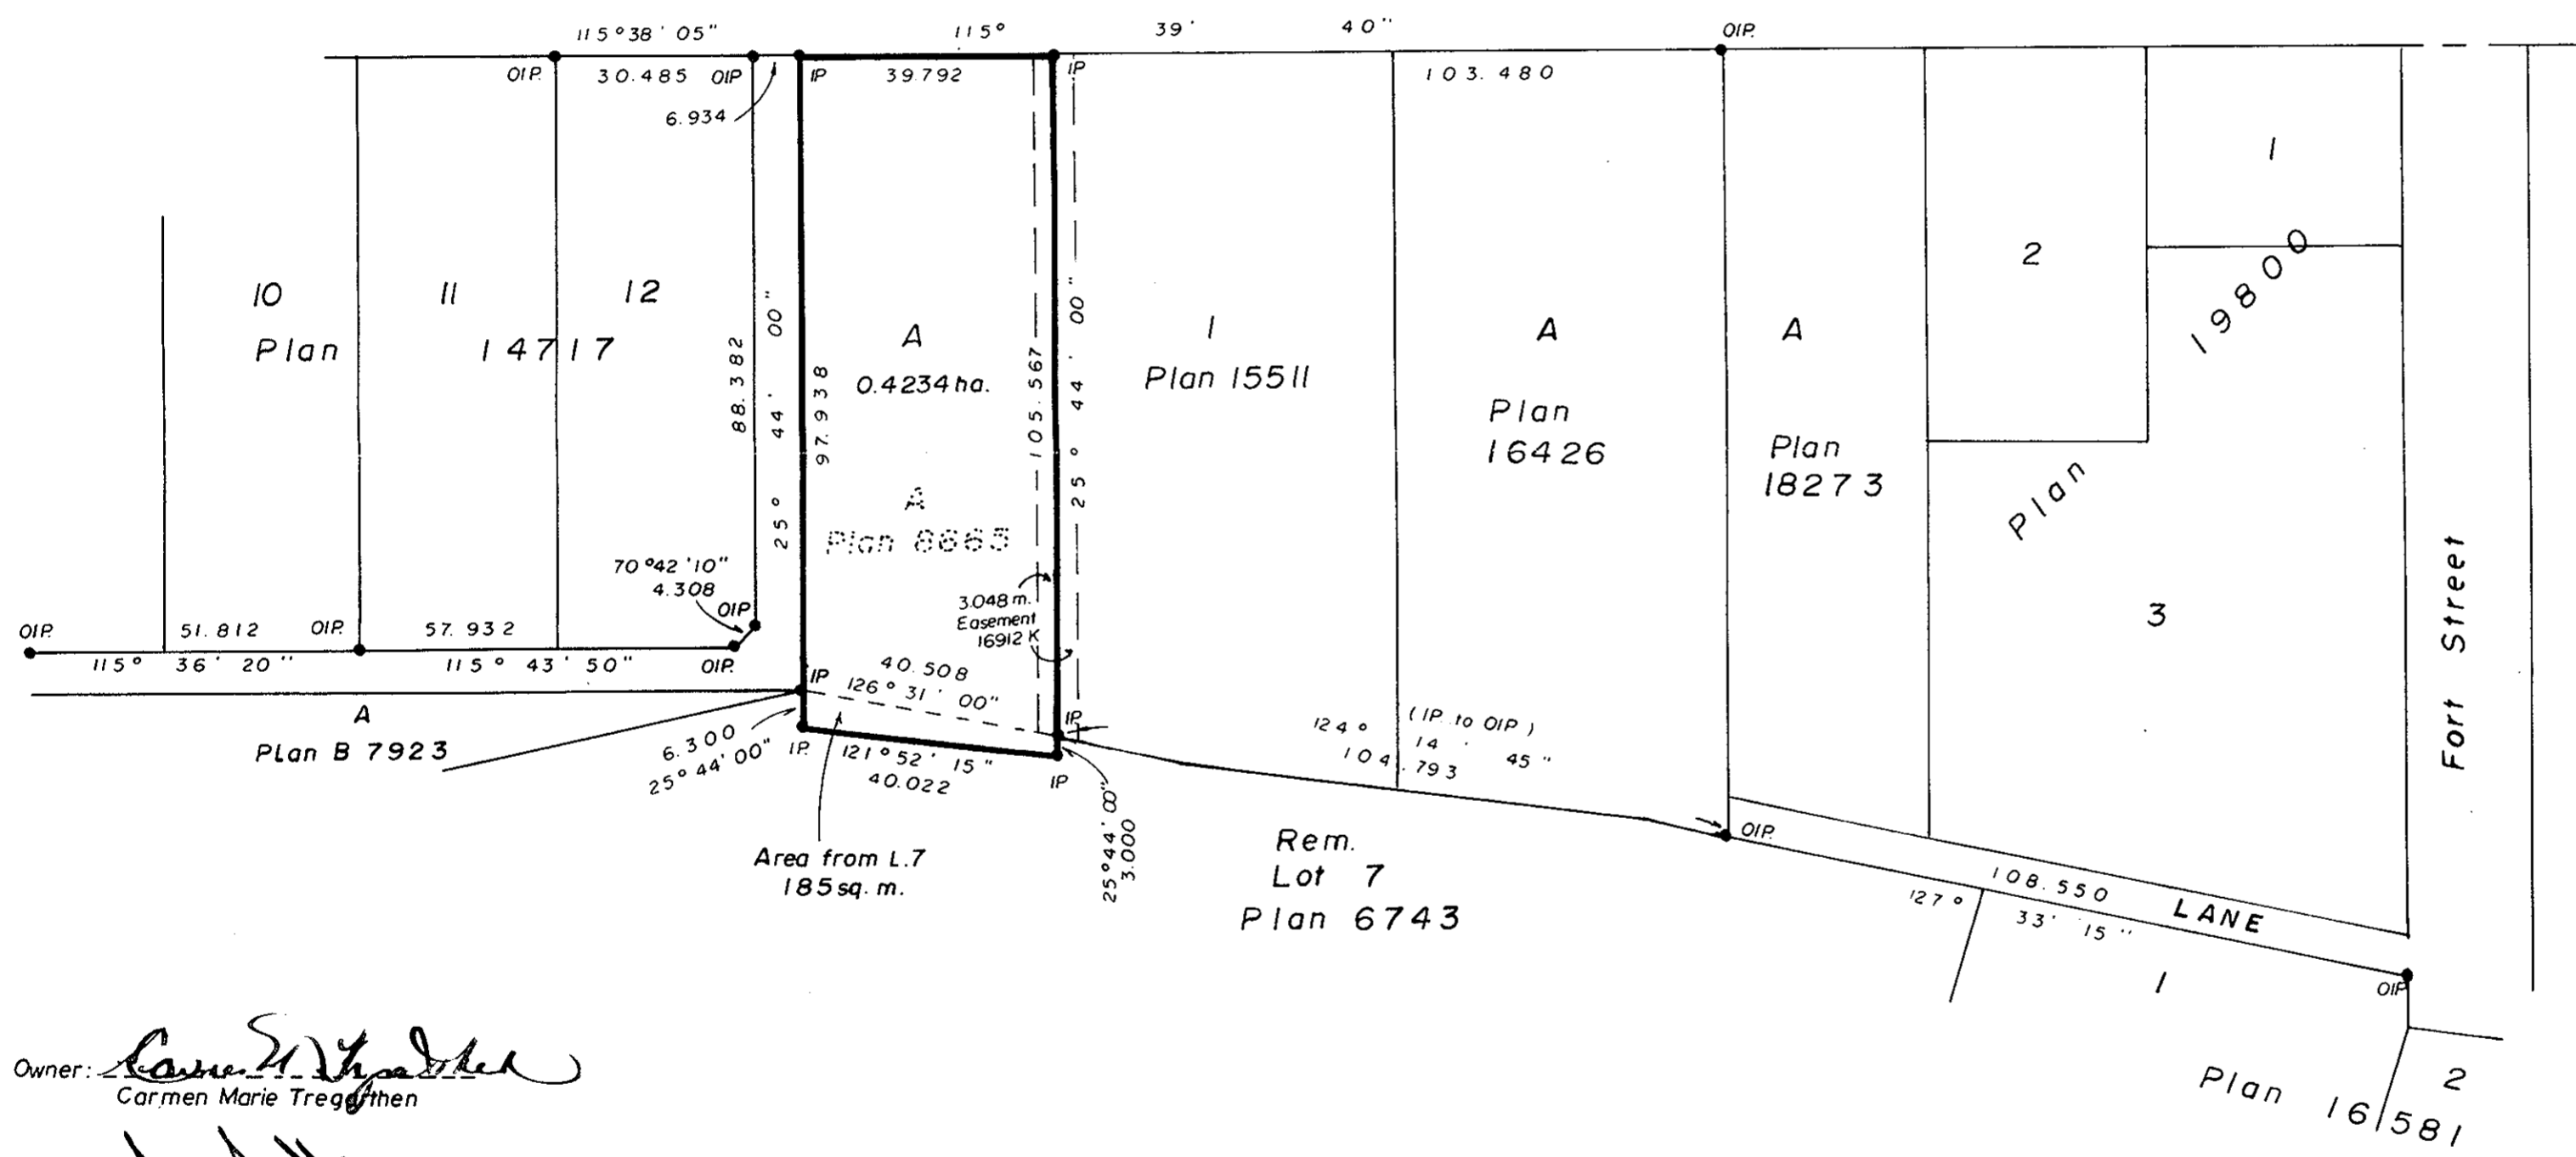 115°38'05"
115° 39' 40"
OIP.
OIP. 30.485 OIP
6.934
IP 39.792 IP
103.480
1
2
19800
Plan
3
10
Plan
11
12
14717
88.382
25° 44' 00"
97.938
A
0.4234 ha.
A
Plan 8665
105.567
25° 44' 00"
1
Plan 15511
A
Plan
16426
A
Plan
18273
Fort Street
70°42'10"
4.308
OIP
3.048 m.
Easement
16912 K
OIP. 51.812 OIP. 57.932
115° 36' 20" 115° 43' 50" OIP.
IP 40.508
126° 31' 00"
IP
A
Plan B 7923
6.300
25°44'00"
IP. 121°52'15"
40.022
IP
25°44'00"
3.000
124° 14' 45"
(IP. to OIP)
104.793
OIP.
Area from L.7
185 sq. m.
Rem.
Lot 7
Plan 6743
108.550 LANE
127° 33' 15"
1
OIP
2
Plan 16581
Owner:
Carmen Marie Tregarthen